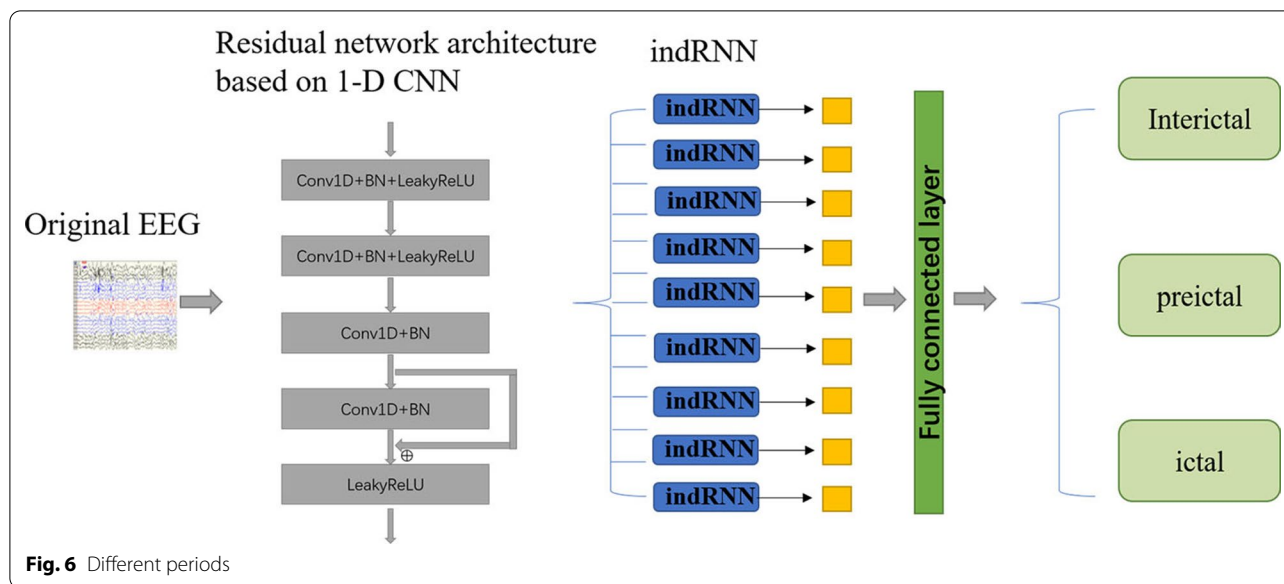 Residual network architecture
based on 1-D CNN
indRNN
Original EEG
Conv1D+BN+LeakyReLU
Conv1D+BN+LeakyReLU
Conv1D+BN
Conv1D+BN
⊕
LeakyReLU
indRNN
indRNN
indRNN
indRNN
indRNN
indRNN
indRNN
indRNN
indRNN
Fully connected layer
Interictal
preictal
ictal
Fig. 6 Different periods